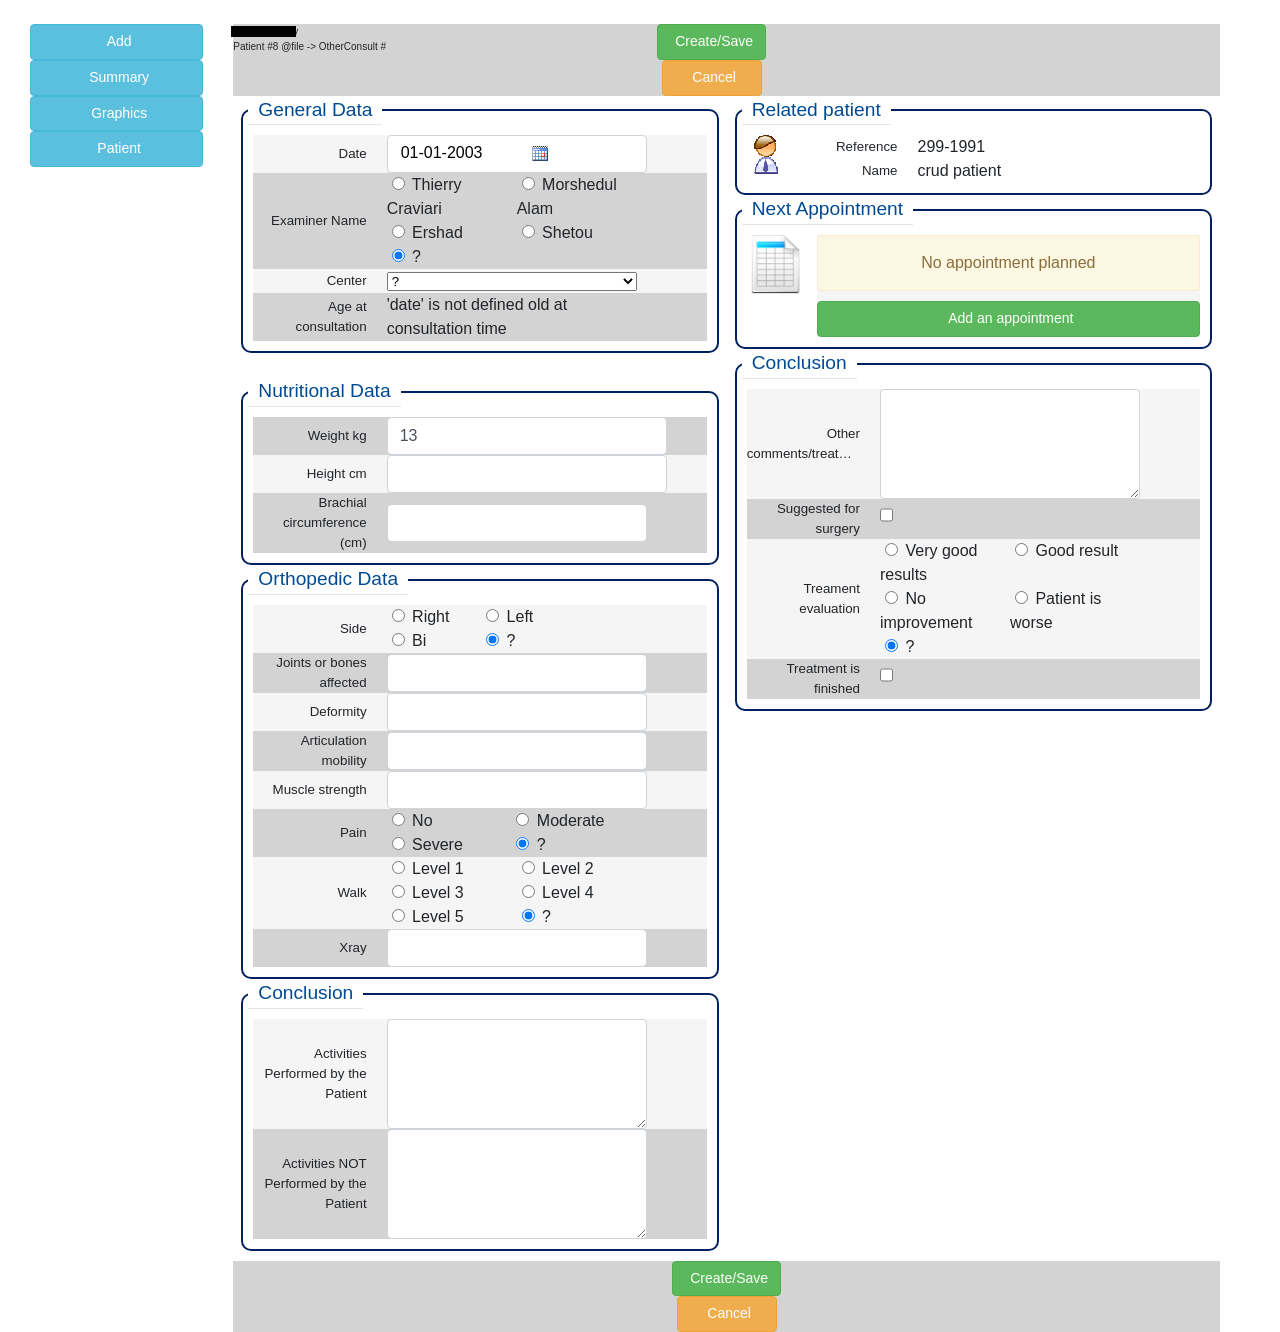 Add
Summary
Graphics
Patient
Patient #8 @file -> OtherConsult #
Create/Save
Cancel
General Data
Date 01-01-2003
Examiner Name
Thierry Craviari
Morshedul Alam
Ershad
Shetou
?
Center ?
Age at consultation
'date' is not defined old at
consultation time
Nutritional Data
Weight kg 13
Height cm
Brachial
circumference
(cm)
Orthopedic Data
Side
Right Left
Bi ?
Joints or bones
affected
Deformity
Articulation
mobility
Muscle strength
Pain
No Moderate
Severe ?
Walk
Level 1 Level 2
Level 3 Level 4
Level 5 ?
Xray
Conclusion
Activities
Performed by the
Patient
Activities NOT
Performed by the
Patient
Related patient
Reference 299-1991
Name crud patient
Next Appointment
No appointment planned
Add an appointment
Conclusion
Other
comments/treat…
Suggested for
surgery
Treament
evaluation
Very good results
Good result
No improvement
Patient is worse
?
Treatment is
finished
Create/Save
Cancel